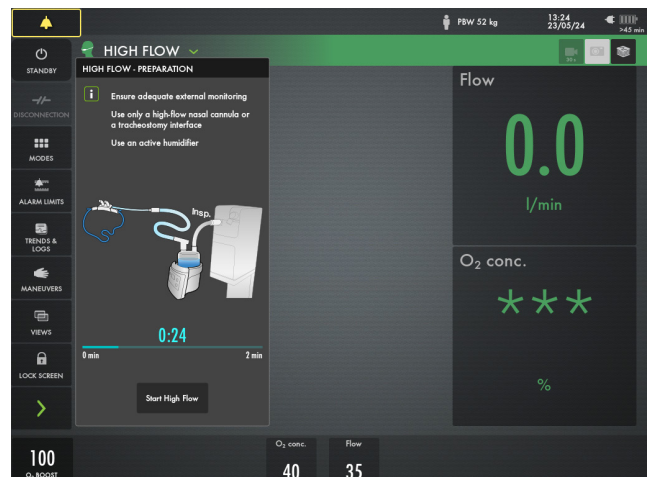 PBW 52 kg
13:24
23/05/24
>45 min
STANDBY
DISCONNECTION
MODES
ALARM LIMITS
TRENDS &
LOGS
MANEUVERS
VIEWS
LOCK SCREEN
100
O₂ BOOST
HIGH FLOW
30 s
HIGH FLOW - PREPARATION
i
Ensure adequate external monitoring
Use only a high-flow nasal cannula or
a tracheostomy interface
Use an active humidifier
Insp.
0:24
0 min 2 min
Start High Flow
Flow
0.0
l/min
O₂ conc.
***
%
O₂ conc. Flow
40 35